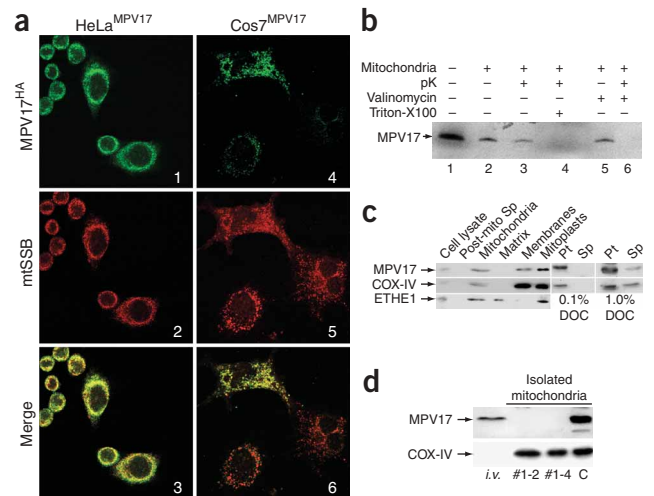 a
HeLa^MPV17
Cos7^MPV17
MPV17^HA
1
4
mtSSB
2
5
Merge
3
6
b
Mitochondria – + + + + +
pK – – + + – +
Valinomycin – – – – + +
Triton-X100 – – – + – –
MPV17
1 2 3 4 5 6
c
Cell lysate
Post-mito Sp
Mitochondria
Matrix
Membranes
Mitoplasts
Pt
Sp
Pt
Sp
MPV17
COX-IV
ETHE1
0.1% DOC
1.0% DOC
d
Isolated
mitochondria
MPV17
COX-IV
i.v. #1-2 #1-4 C